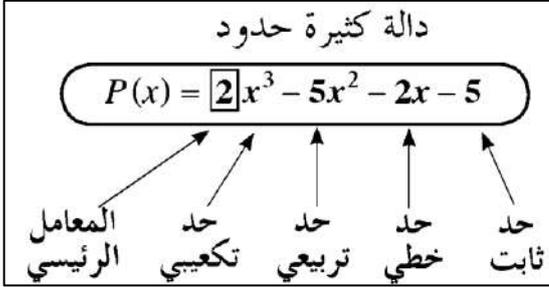 دالة كثيرة حدود
P(x) = 2x³ – 5x² – 2x – 5
المعامل الرئيسي
حد تكعيبي
حد تربيعي
حد خطي
حد ثابت